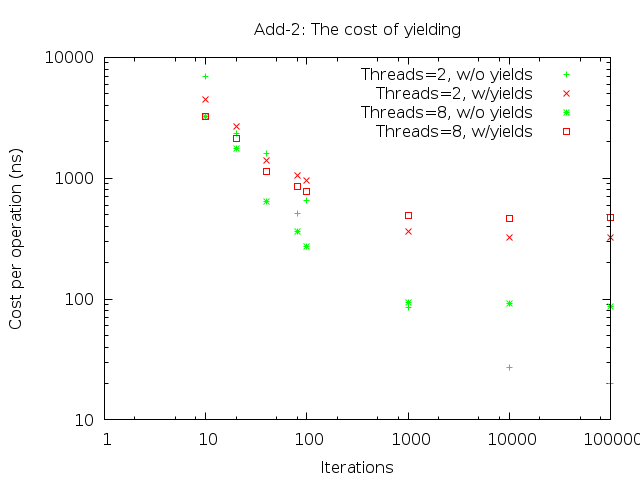 Add-2: The cost of yielding
10000
1000
100
10
Cost per operation (ns)
Threads=2, w/o yields
Threads=2, w/yields
Threads=8, w/o yields
Threads=8, w/yields
1 10 100 1000 10000 100000
Iterations